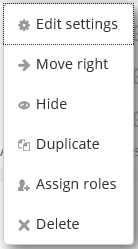 Edit settings
Move right
Hide
Duplicate
Assign roles
Delete